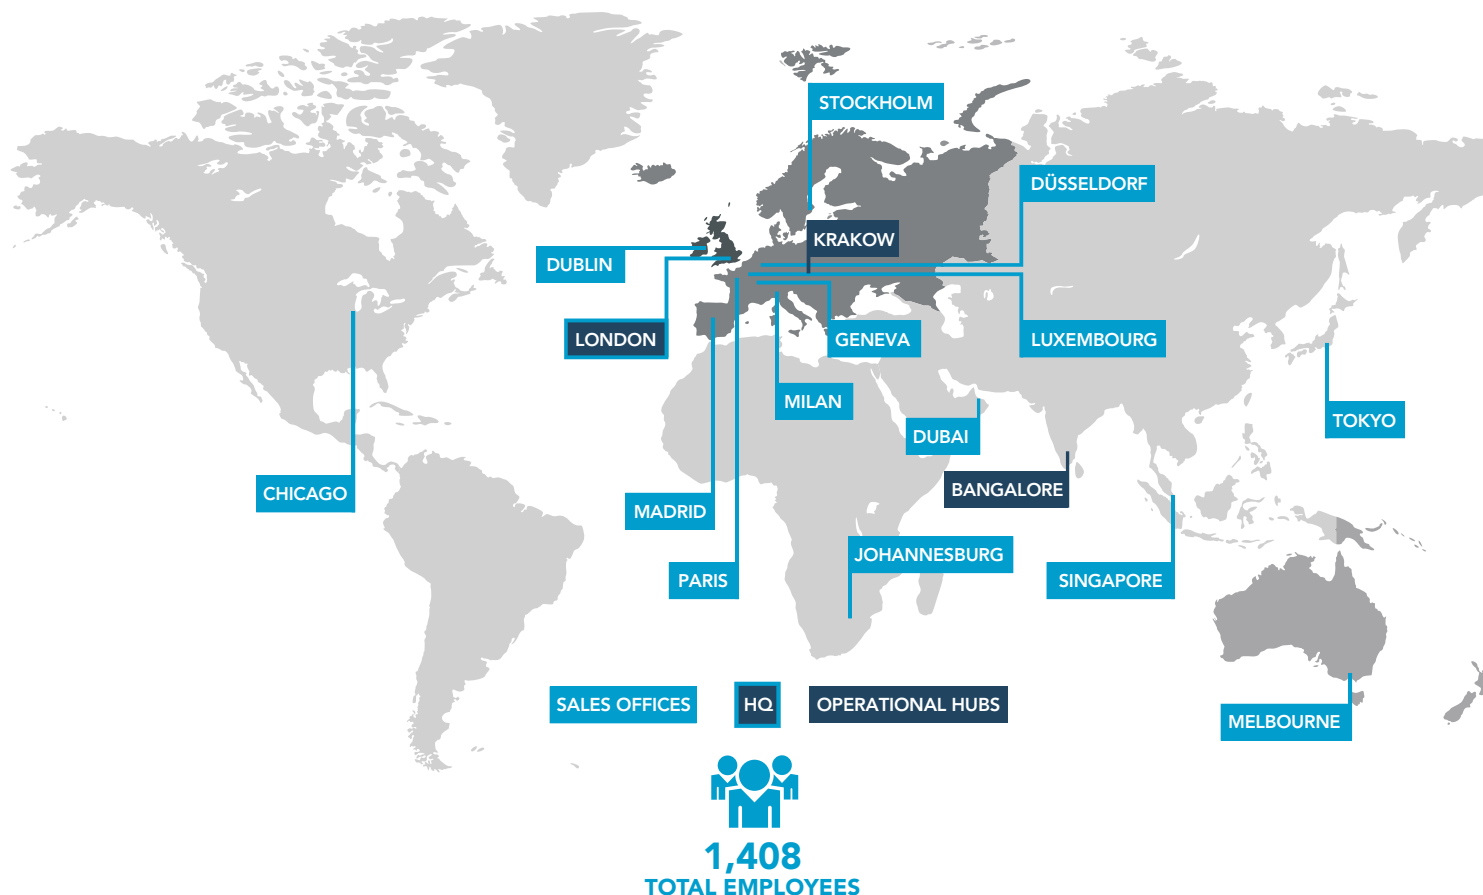 STOCKHOLM
DÜSSELDORF
KRAKOW
DUBLIN
LONDON
GENEVA
LUXEMBOURG
MILAN
TOKYO
DUBAI
CHICAGO
BANGALORE
MADRID
JOHANNESBURG
PARIS
SINGAPORE
SALES OFFICES
HQ
OPERATIONAL HUBS
MELBOURNE
1,408
TOTAL EMPLOYEES